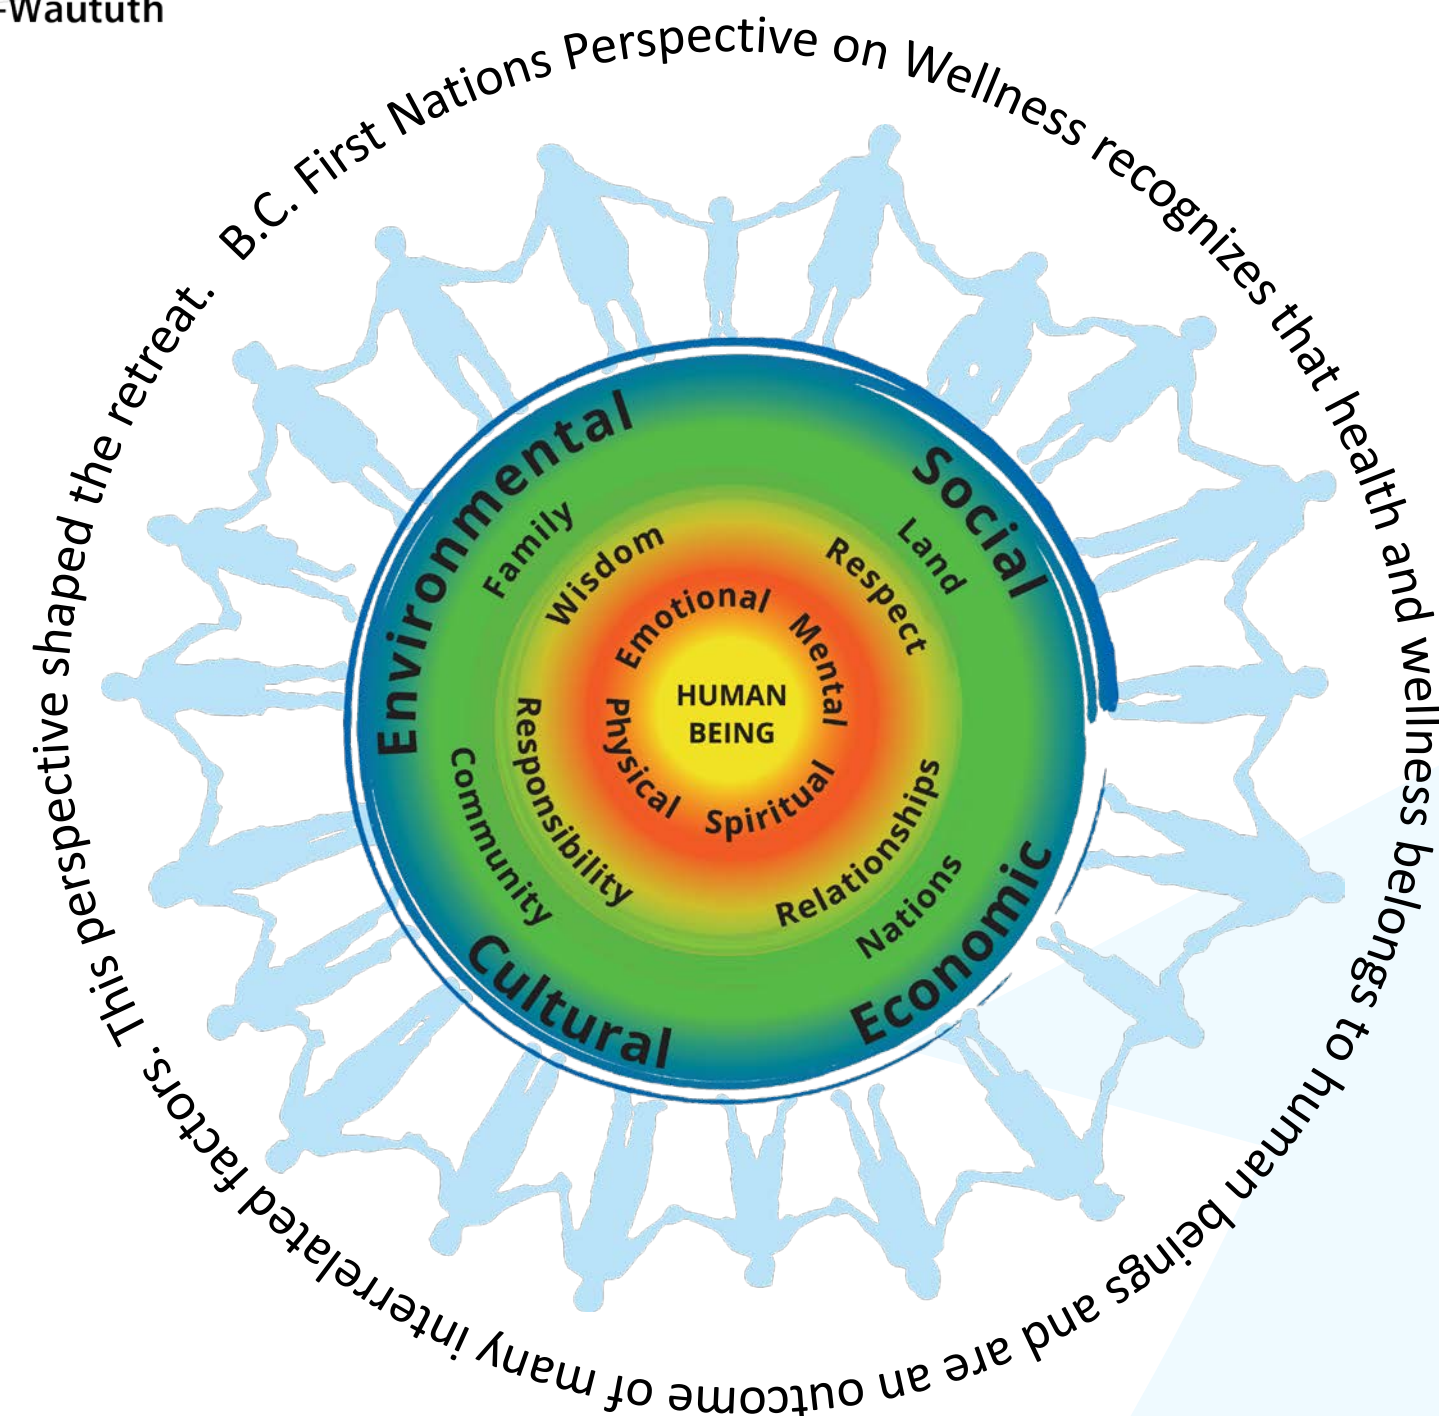 -Waututh
B.C. First Nations Perspective on Wellness recognizes that health and wellness belongs to human beings and are an outcome of many interrelated factors. This perspective shaped the retreat.
Environmental
Social
Economic
Cultural
Family
Land
Nations
Community
Wisdom
Respect
Relationships
Responsibility
Emotional
Mental
Spiritual
Physical
HUMAN
BEING